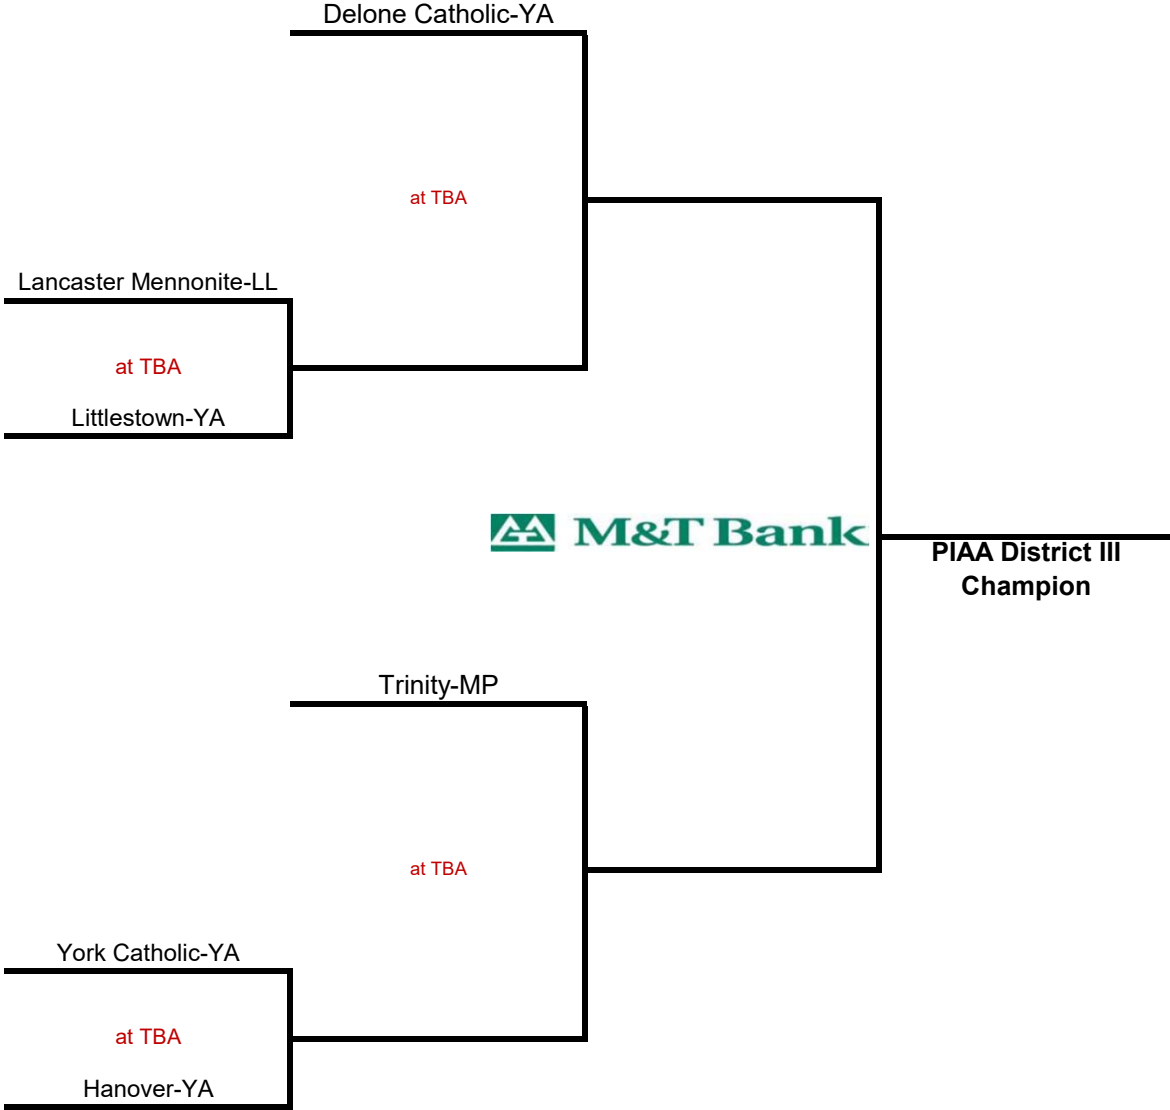 Delone Catholic-YA
at TBA
Lancaster Mennonite-LL
at TBA
Littlestown-YA
M&T Bank
PIAA District III
Champion
Trinity-MP
at TBA
York Catholic-YA
at TBA
Hanover-YA